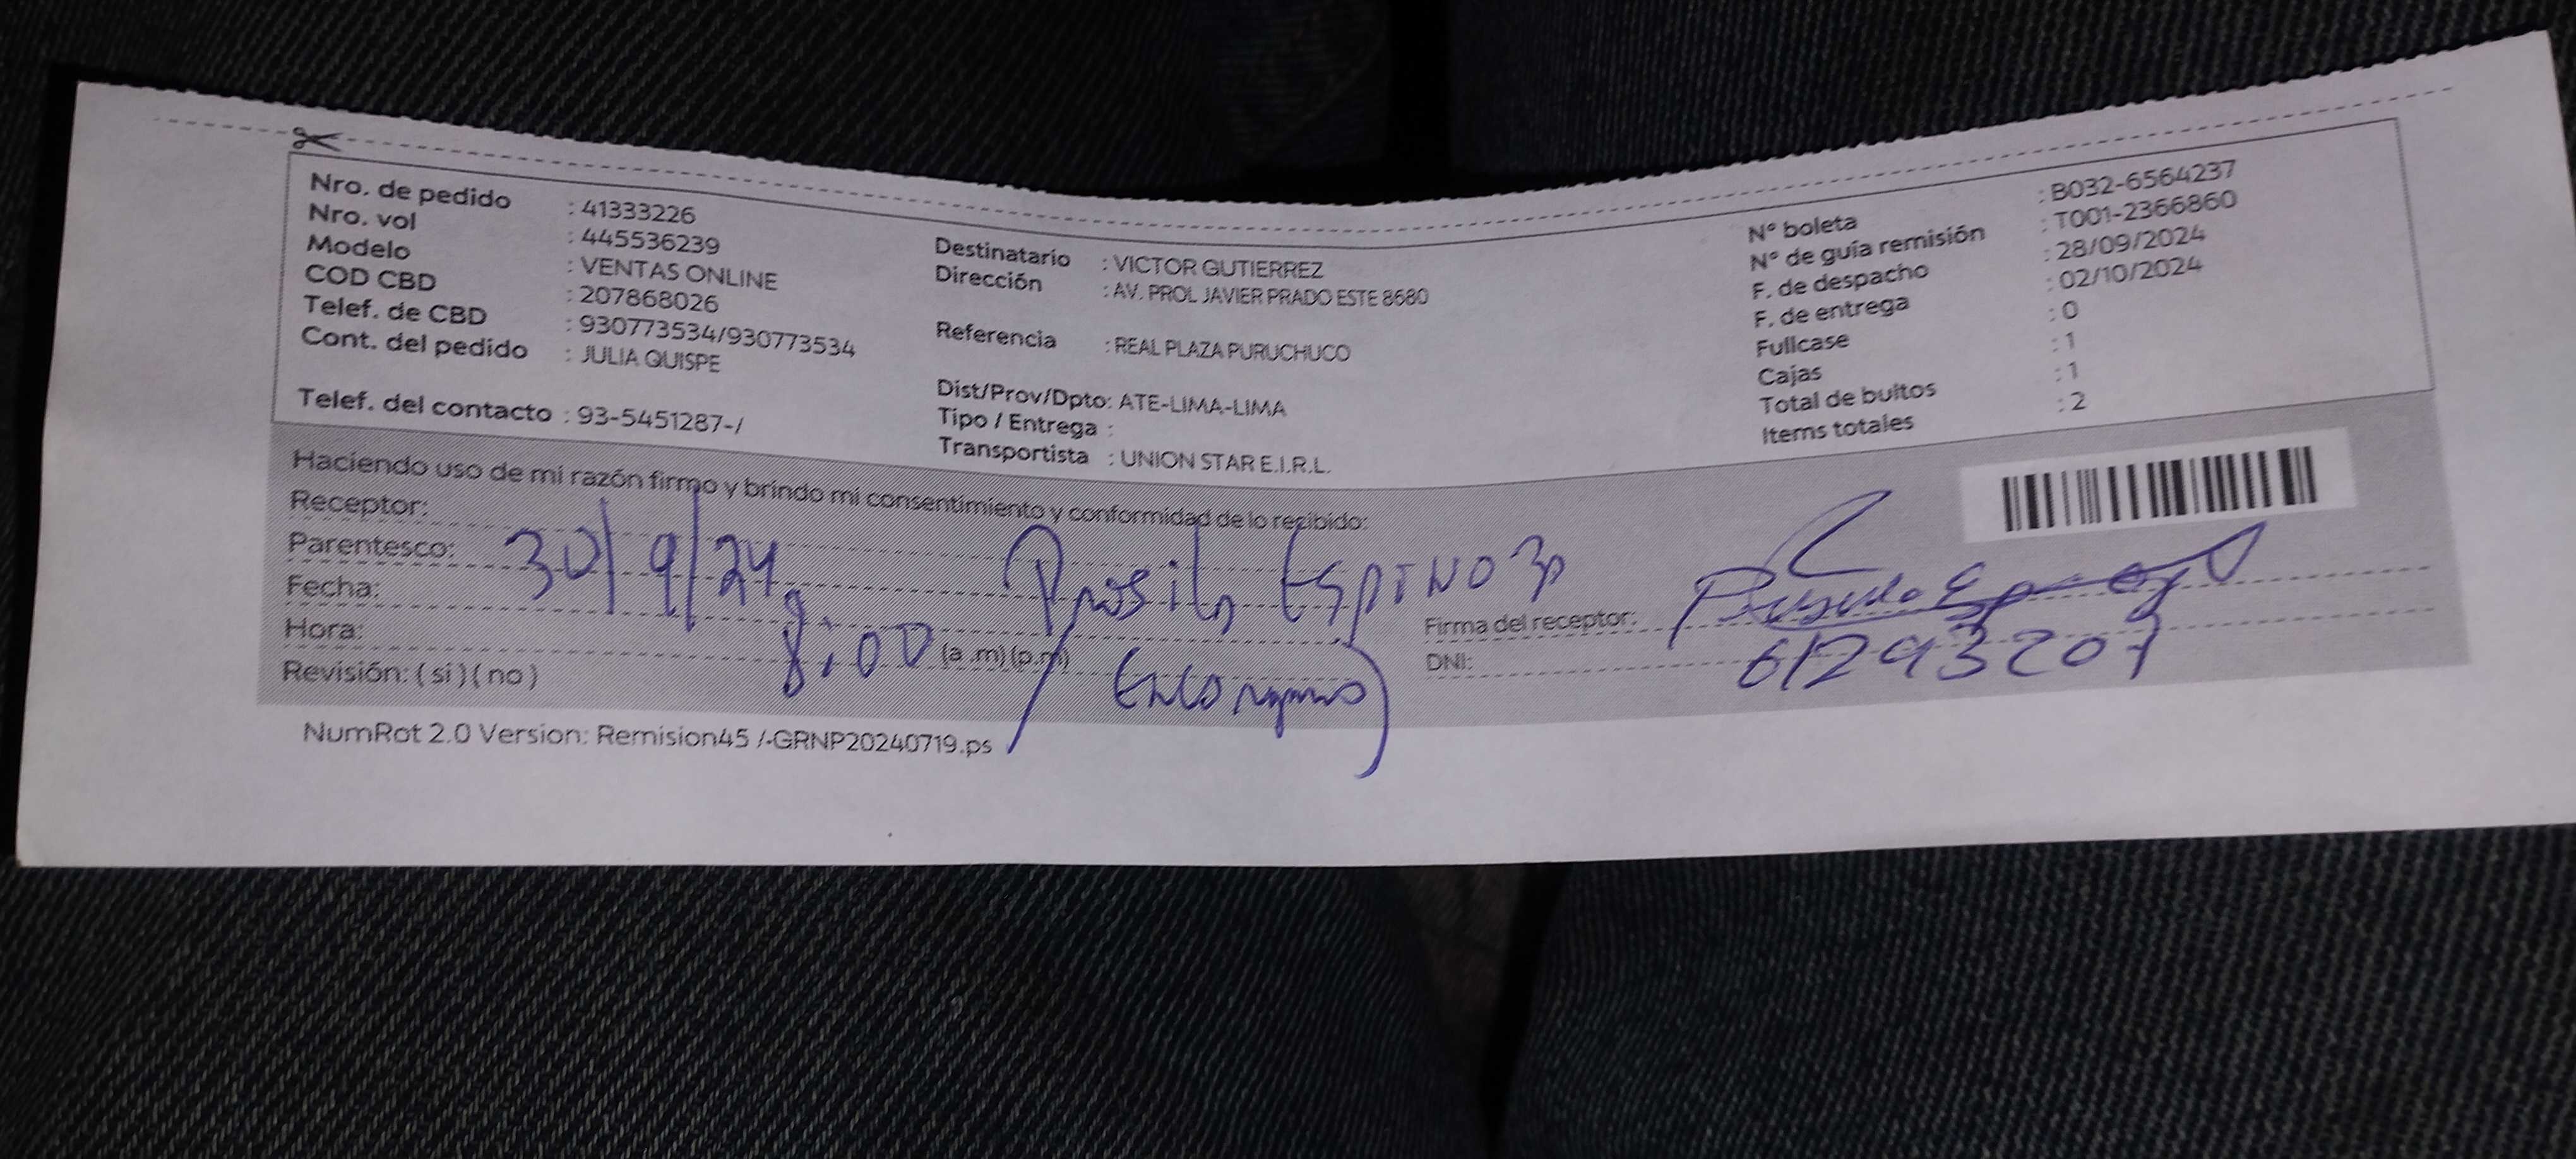 Nro. de pedido : 41333226
Nro. vol : 445536239
Modelo : VENTAS ONLINE
COD CBD : 207868026
Telef. de CBD : 930773534/930773534
Cont. del pedido : JULIA QUISPE
Telef. del contacto : 93-5451287-/
Destinatario : VICTOR GUTIERREZ
Dirección : AV. PROL JAVIER PRADO ESTE 8680
Referencia : REAL PLAZA PURUCHUCO
Dist/Prov/Dpto: ATE-LIMA-LIMA
Tipo / Entrega :
Transportista : UNION STAR E.I.R.L.
N° boleta : B032-6564237
N° de guía remisión : T001-2366860
F. de despacho : 28/09/2024
F. de entrega : 02/10/2024
Fullcase : 0
Cajas : 1
Total de bultos : 1
Items totales : 2
Haciendo uso de mi razón firmo y brindo mi consentimiento y conformidad de lo recibido:
Receptor:
Parentesco:
30/9/24 ESPINOZA
Fecha:
Hora: 8:00 (a.m)(p.m)
Revisión: (si)(no)
Firma del receptor:
DNI: 61293207
NumRot 2.0 Version: Remision45 /-GRNP20240719.ps